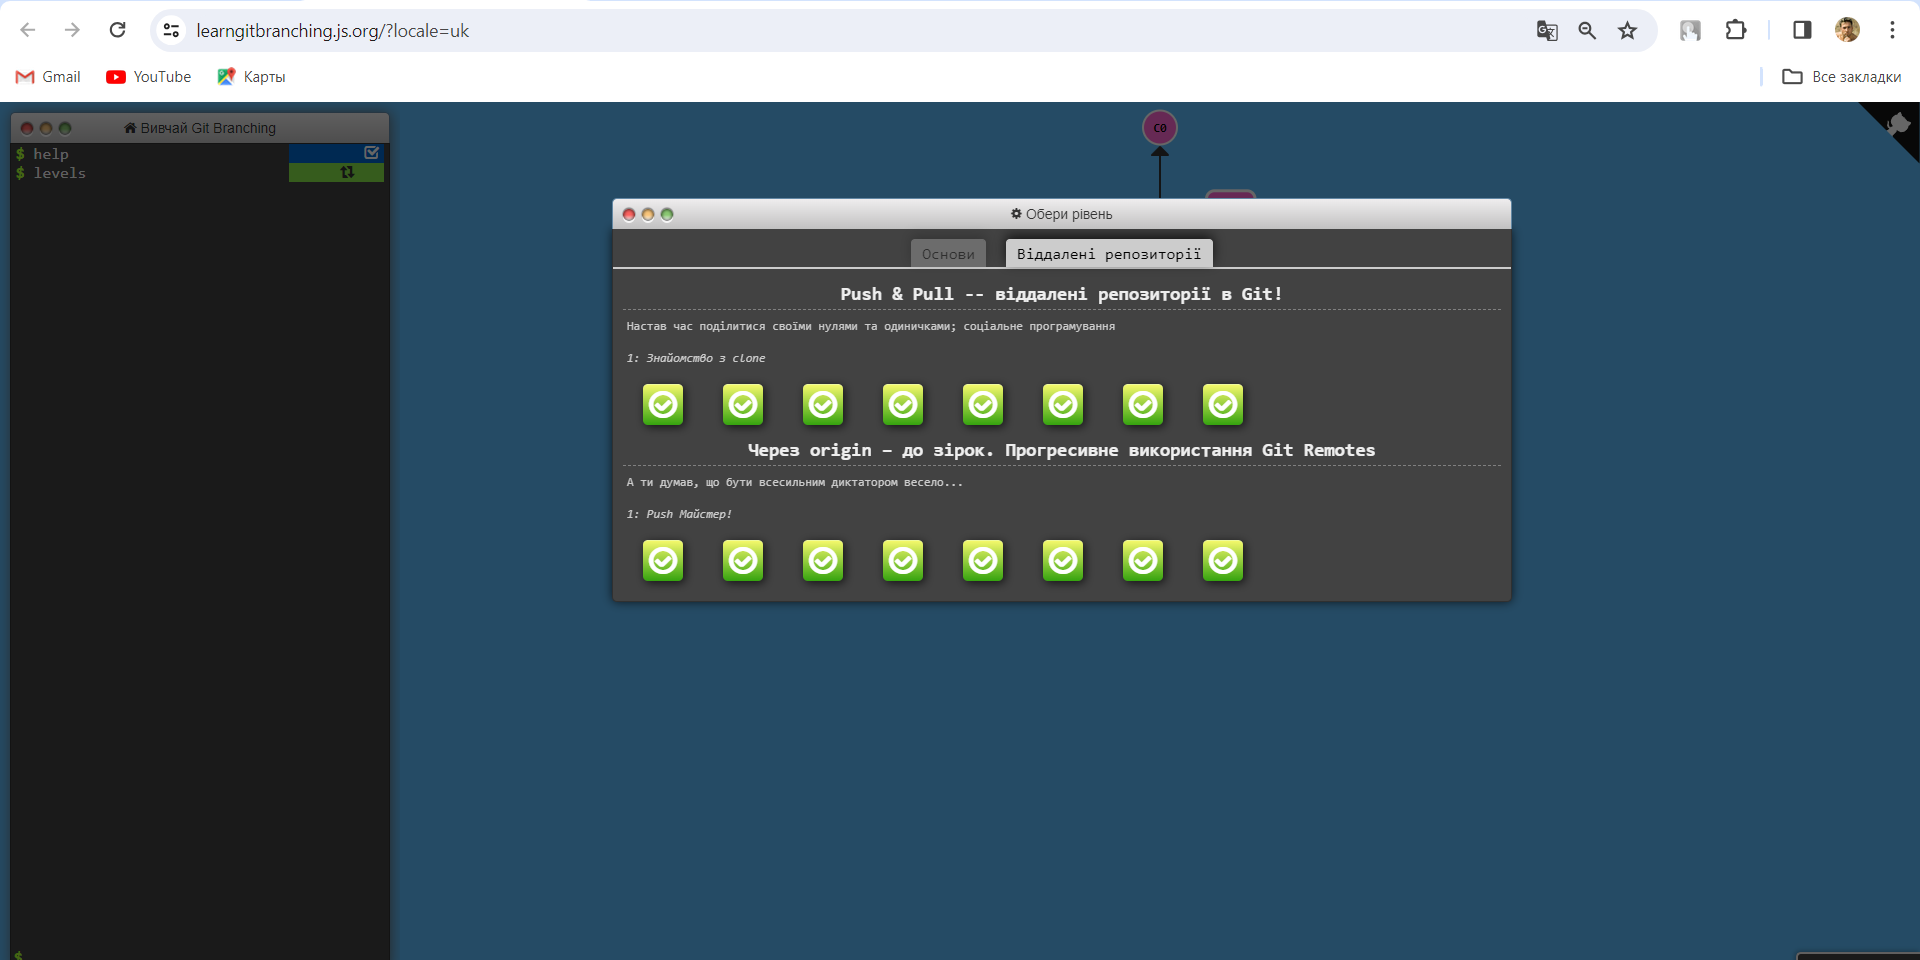 learngitbranching.js.org/?locale=uk
Gmail YouTube Карты Все закладки
Вивчай Git Branching
$ help
$ levels
$
C0
Обери рівень
Основи Віддалені репозиторії
Push & Pull -- віддалені репозиторії в Git!
Настав час поділитися своїми нулями та одиничками; соціальне програмування
1: Знайомство з clone
Через origin – до зірок. Прогресивне використання Git Remotes
А ти думав, що бути всесильним диктатором весело...
1: Push Майстер!